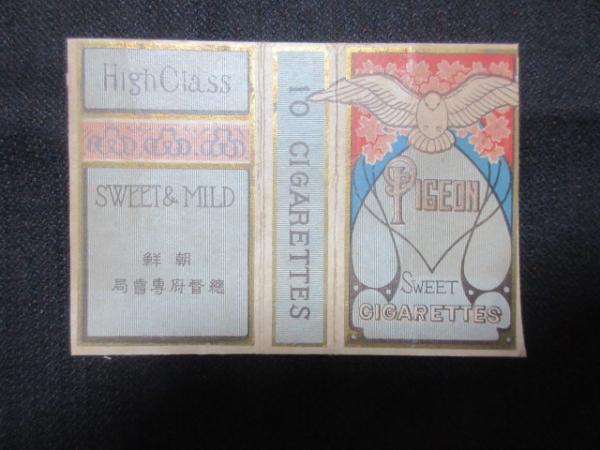 High Class
SWEET & MILD
朝鮮
總督府專賣局
10 CIGARETTES
PIGEON
SWEET
CIGARETTES